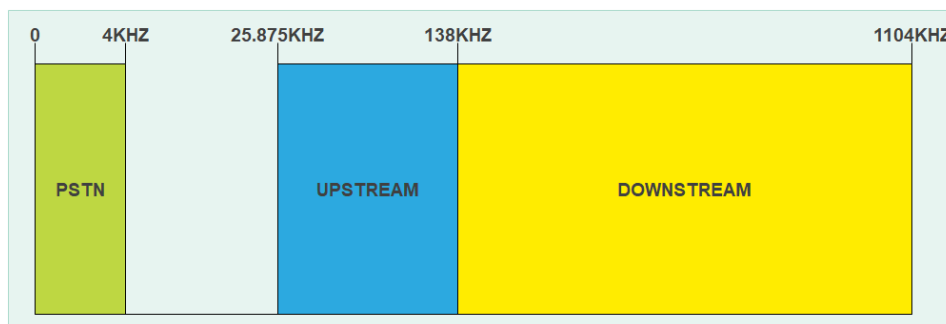 0 4KHZ 25.875KHZ 138KHZ 1104KHZ
PSTN UPSTREAM DOWNSTREAM